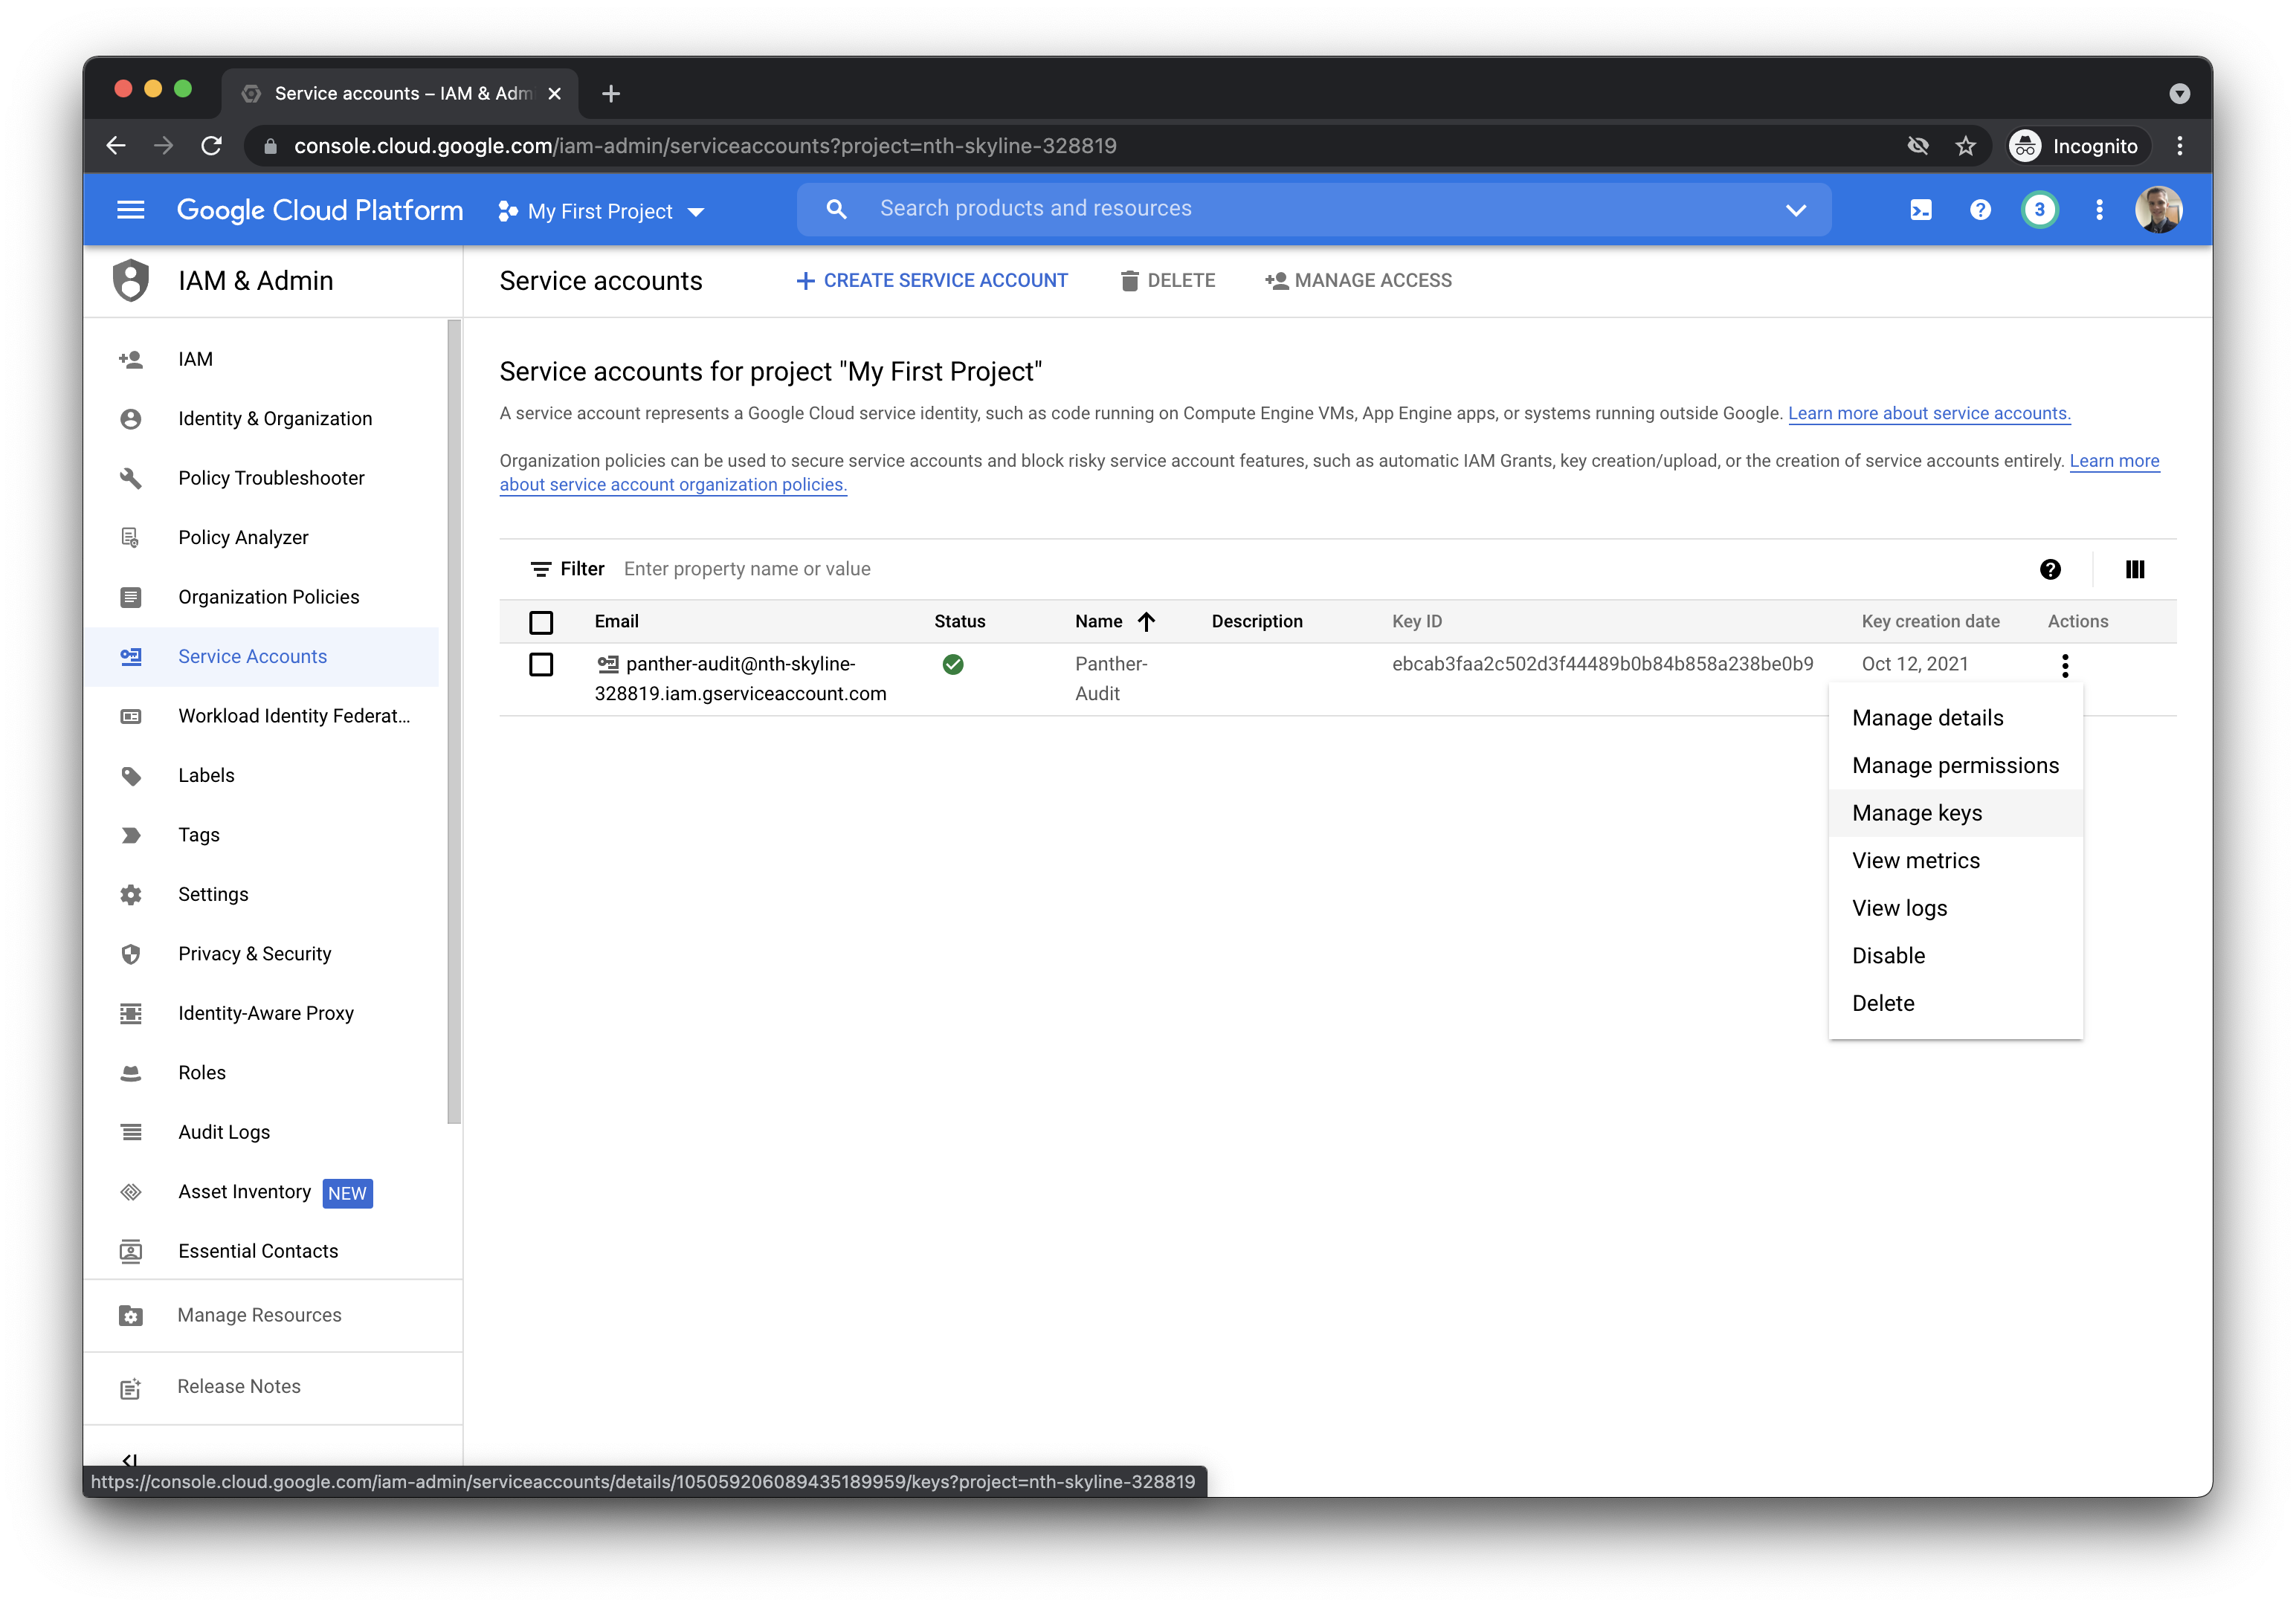 Service accounts – IAM & Adm
console.cloud.google.com/iam-admin/serviceaccounts?project=nth-skyline-328819
Incognito
Google Cloud Platform
My First Project
Search products and resources
3
IAM & Admin
Service accounts
CREATE SERVICE ACCOUNT
DELETE
MANAGE ACCESS
IAM
Identity & Organization
Policy Troubleshooter
Policy Analyzer
Organization Policies
Service Accounts
Workload Identity Federat...
Labels
Tags
Settings
Privacy & Security
Identity-Aware Proxy
Roles
Audit Logs
Asset Inventory NEW
Essential Contacts
Manage Resources
Release Notes
Service accounts for project "My First Project"
A service account represents a Google Cloud service identity, such as code running on Compute Engine VMs, App Engine apps, or systems running outside Google. Learn more about service accounts.
Organization policies can be used to secure service accounts and block risky service account features, such as automatic IAM Grants, key creation/upload, or the creation of service accounts entirely. Learn more
about service account organization policies.
Filter Enter property name or value
Email Status Name Description Key ID Key creation date Actions
panther-audit@nth-skyline- Panther- ebcab3faa2c502d3f44489b0b84b858a238be0b9 Oct 12, 2021
328819.iam.gserviceaccount.com Audit
Manage details
Manage permissions
Manage keys
View metrics
View logs
Disable
Delete
https://console.cloud.google.com/iam-admin/serviceaccounts/details/105059206089435189959/keys?project=nth-skyline-328819